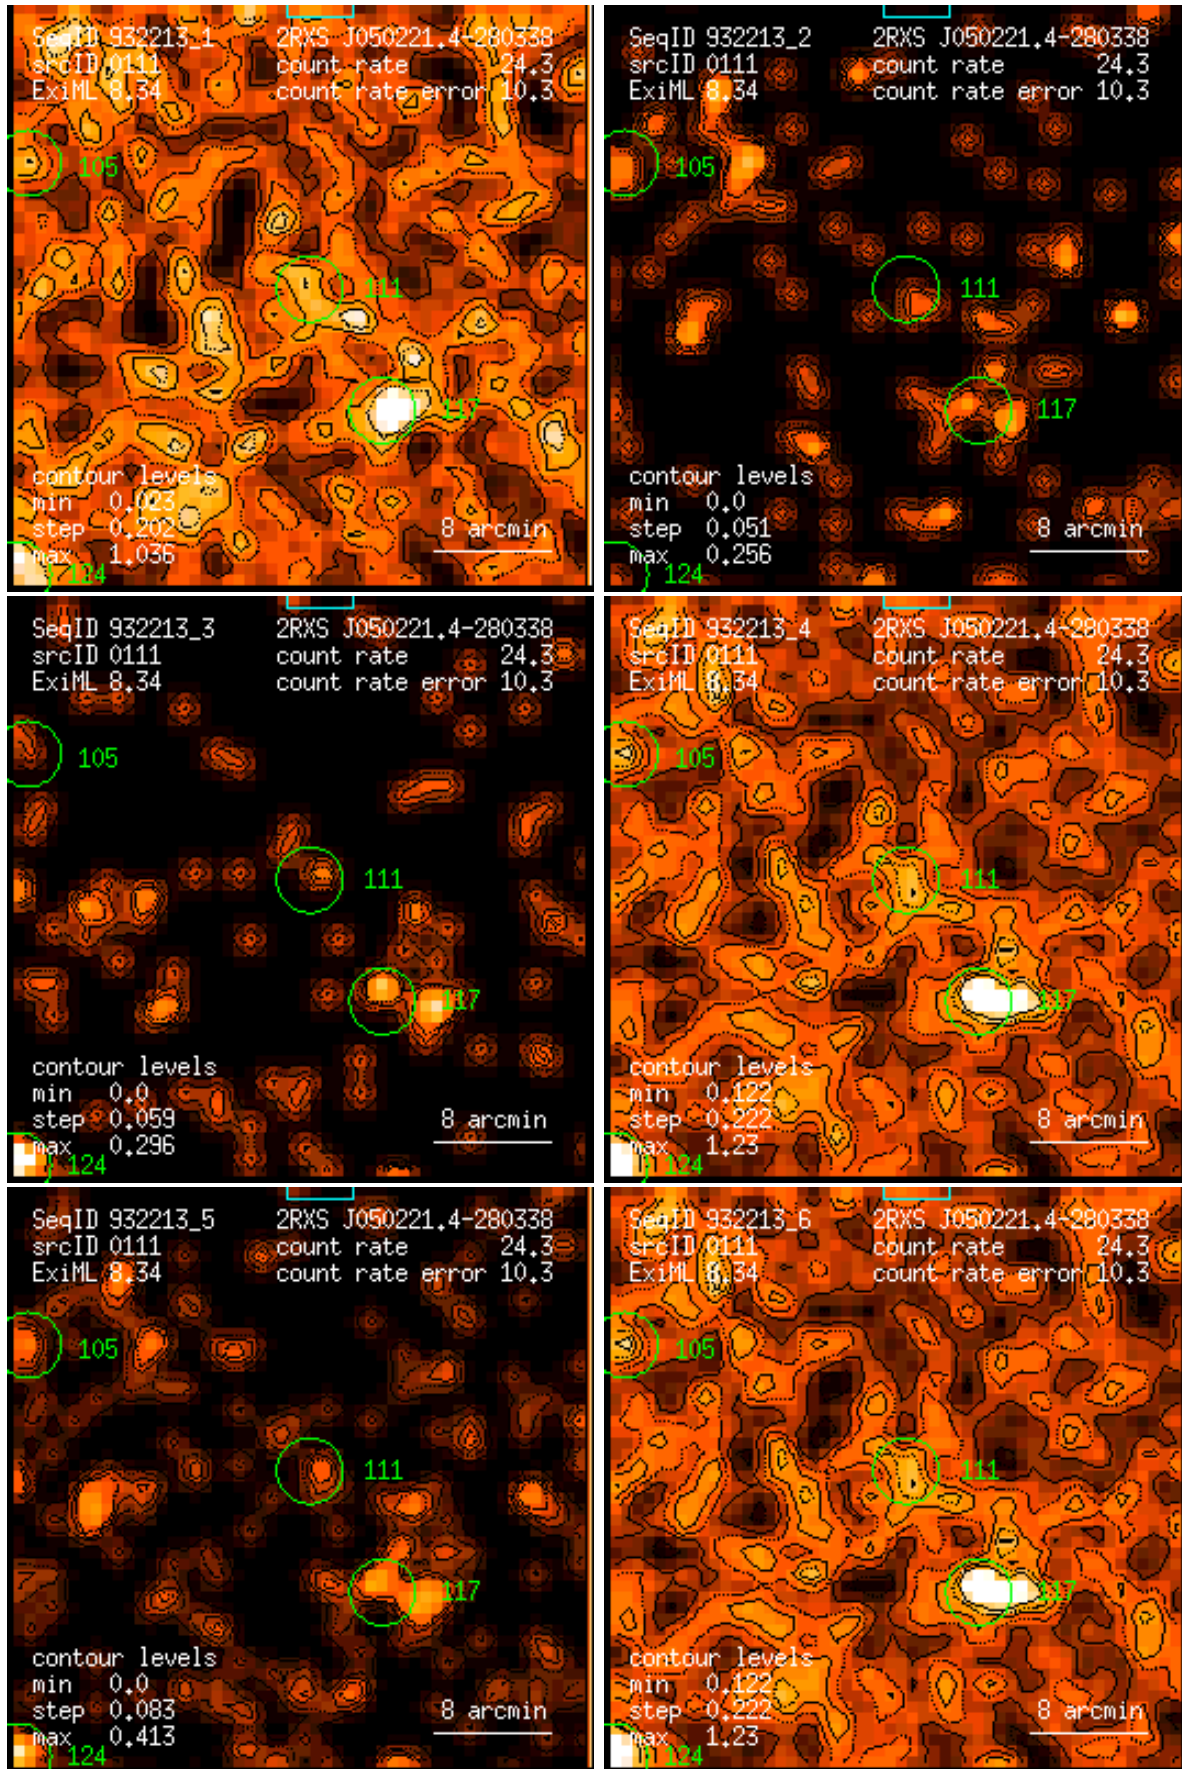 SeqID 932213_1 2RXS J050221.4-280338
srcID 0111 count rate 24.3
ExiML 8.34 count rate error 10.3
105
111
117
contour levels
min 0.023
step 0.202
max 1.036
8 arcmin
124
SeqID 932213_2 2RXS J050221.4-280338
srcID 0111 count rate 24.3
ExiML 8.34 count rate error 10.3
105
111
117
contour levels
min 0.0
step 0.051
max 0.256
8 arcmin
124
SeqID 932213_3 2RXS J050221.4-280338
srcID 0111 count rate 24.3
ExiML 8.34 count rate error 10.3
105
111
117
contour levels
min 0.0
step 0.059
max 0.296
8 arcmin
124
SeqID 932213_4 2RXS J050221.4-280338
srcID 0111 count rate 24.3
ExiML 8.34 count rate error 10.3
105
111
117
contour levels
min 0.122
step 0.222
max 1.23
8 arcmin
124
SeqID 932213_5 2RXS J050221.4-280338
srcID 0111 count rate 24.3
ExiML 8.34 count rate error 10.3
105
111
117
contour levels
min 0.0
step 0.083
max 0.413
8 arcmin
124
SeqID 932213_6 2RXS J050221.4-280338
srcID 0111 count rate 24.3
ExiML 8.34 count rate error 10.3
105
111
117
contour levels
min 0.122
step 0.222
max 1.23
8 arcmin
124